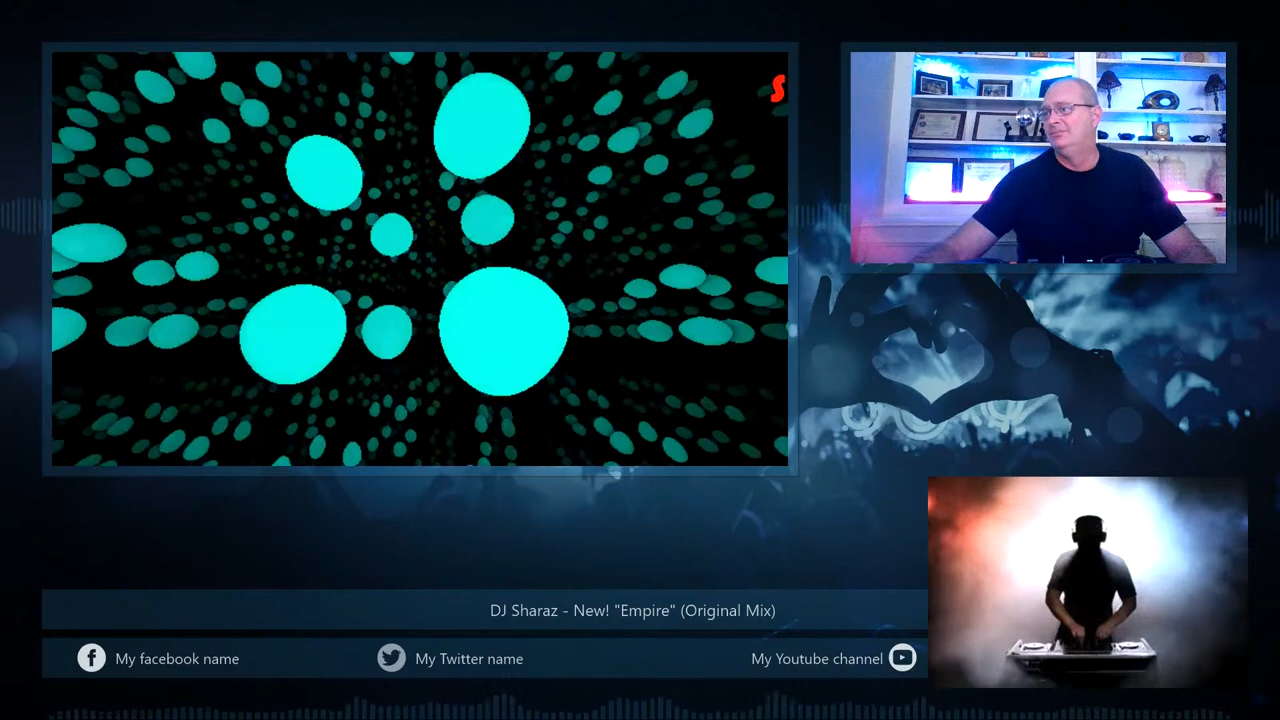 S
DJ Sharaz - New! "Empire" (Original Mix)
My facebook name
My Twitter name
My Youtube channel